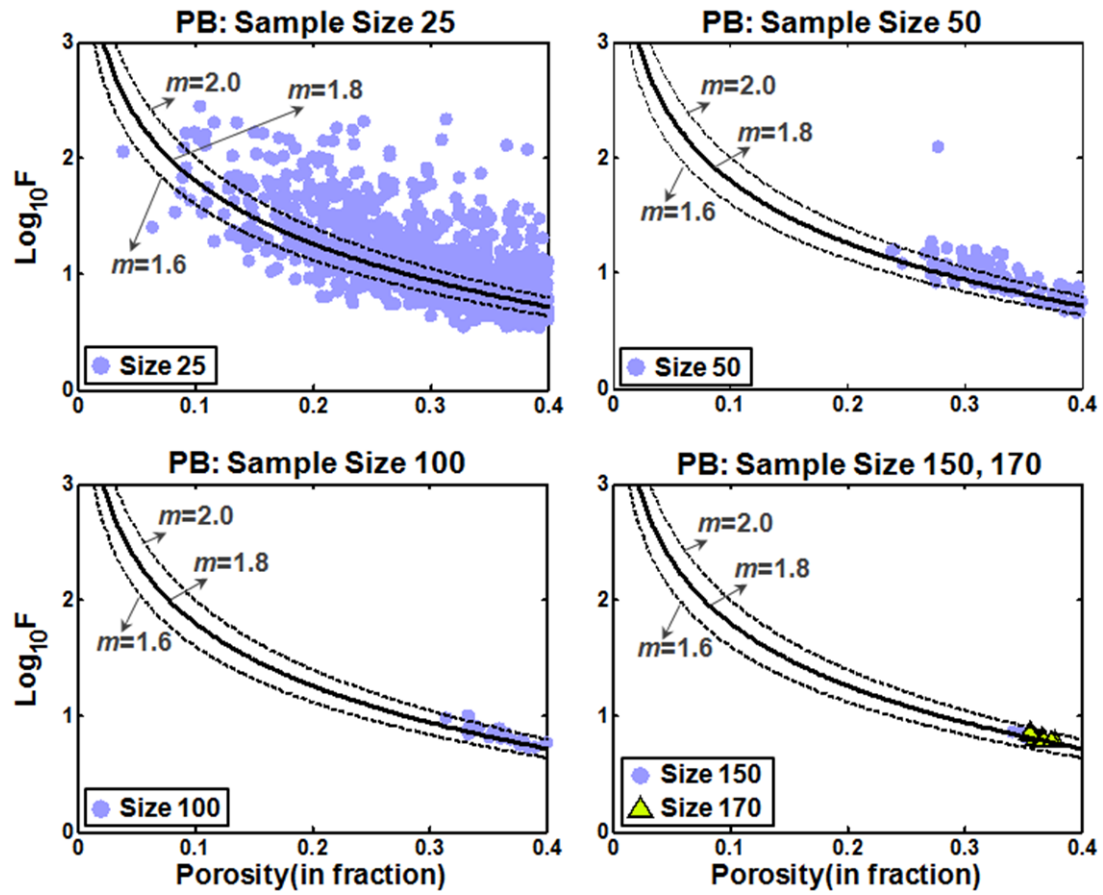 PB: Sample Size 25
3
2
1
0
Log10F
m=2.0
m=1.8
m=1.6
Size 25
0
0.1
0.2
0.3
0.4
PB: Sample Size 50
3
2
1
0
m=2.0
m=1.8
m=1.6
Size 50
0
0.1
0.2
0.3
0.4
PB: Sample Size 100
3
2
1
0
Log10F
m=2.0
m=1.8
m=1.6
Size 100
0
0.1
0.2
0.3
0.4
Porosity(in fraction)
PB: Sample Size 150, 170
3
2
1
0
m=2.0
m=1.8
m=1.6
Size 150
Size 170
0
0.1
0.2
0.3
0.4
Porosity(in fraction)